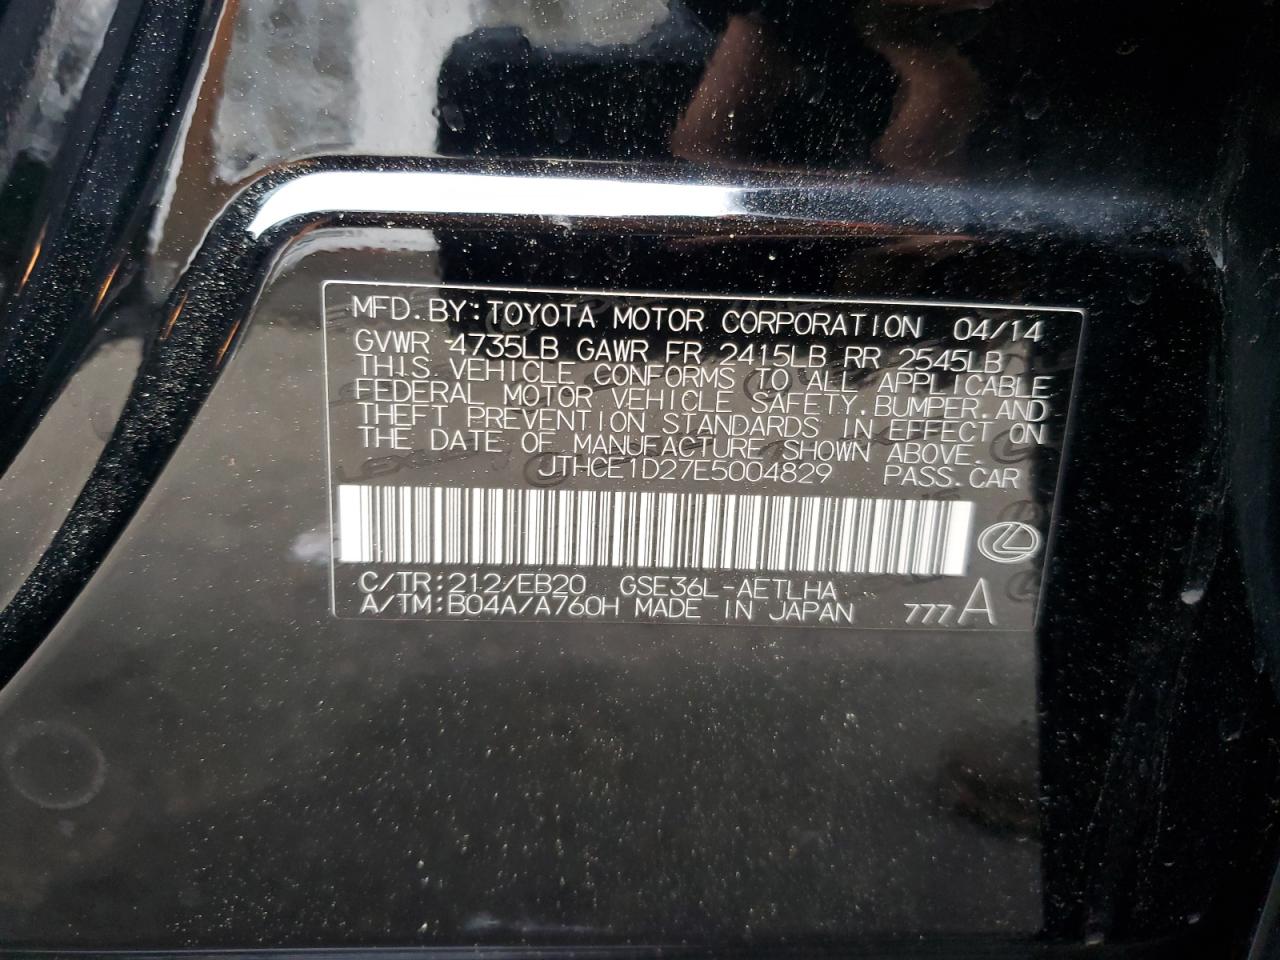 MFD.BY:TOYOTA MOTOR CORPORATION 04/14
GVWR 4735LB GAWR FR 2415LB RR 2545LB
THIS VEHICLE CONFORMS TO ALL APPLICABLE
FEDERAL MOTOR VEHICLE SAFETY,BUMPER,AND
THEFT PREVENTION STANDARDS IN EFFECT ON
THE DATE OF MANUFACTURE SHOWN ABOVE.
JTHCE1D27E5004829 PASS.CAR
C/TR:212/EB20 GSE36L-AETLHA
A/TM:B04A/A760H MADE IN JAPAN 777A